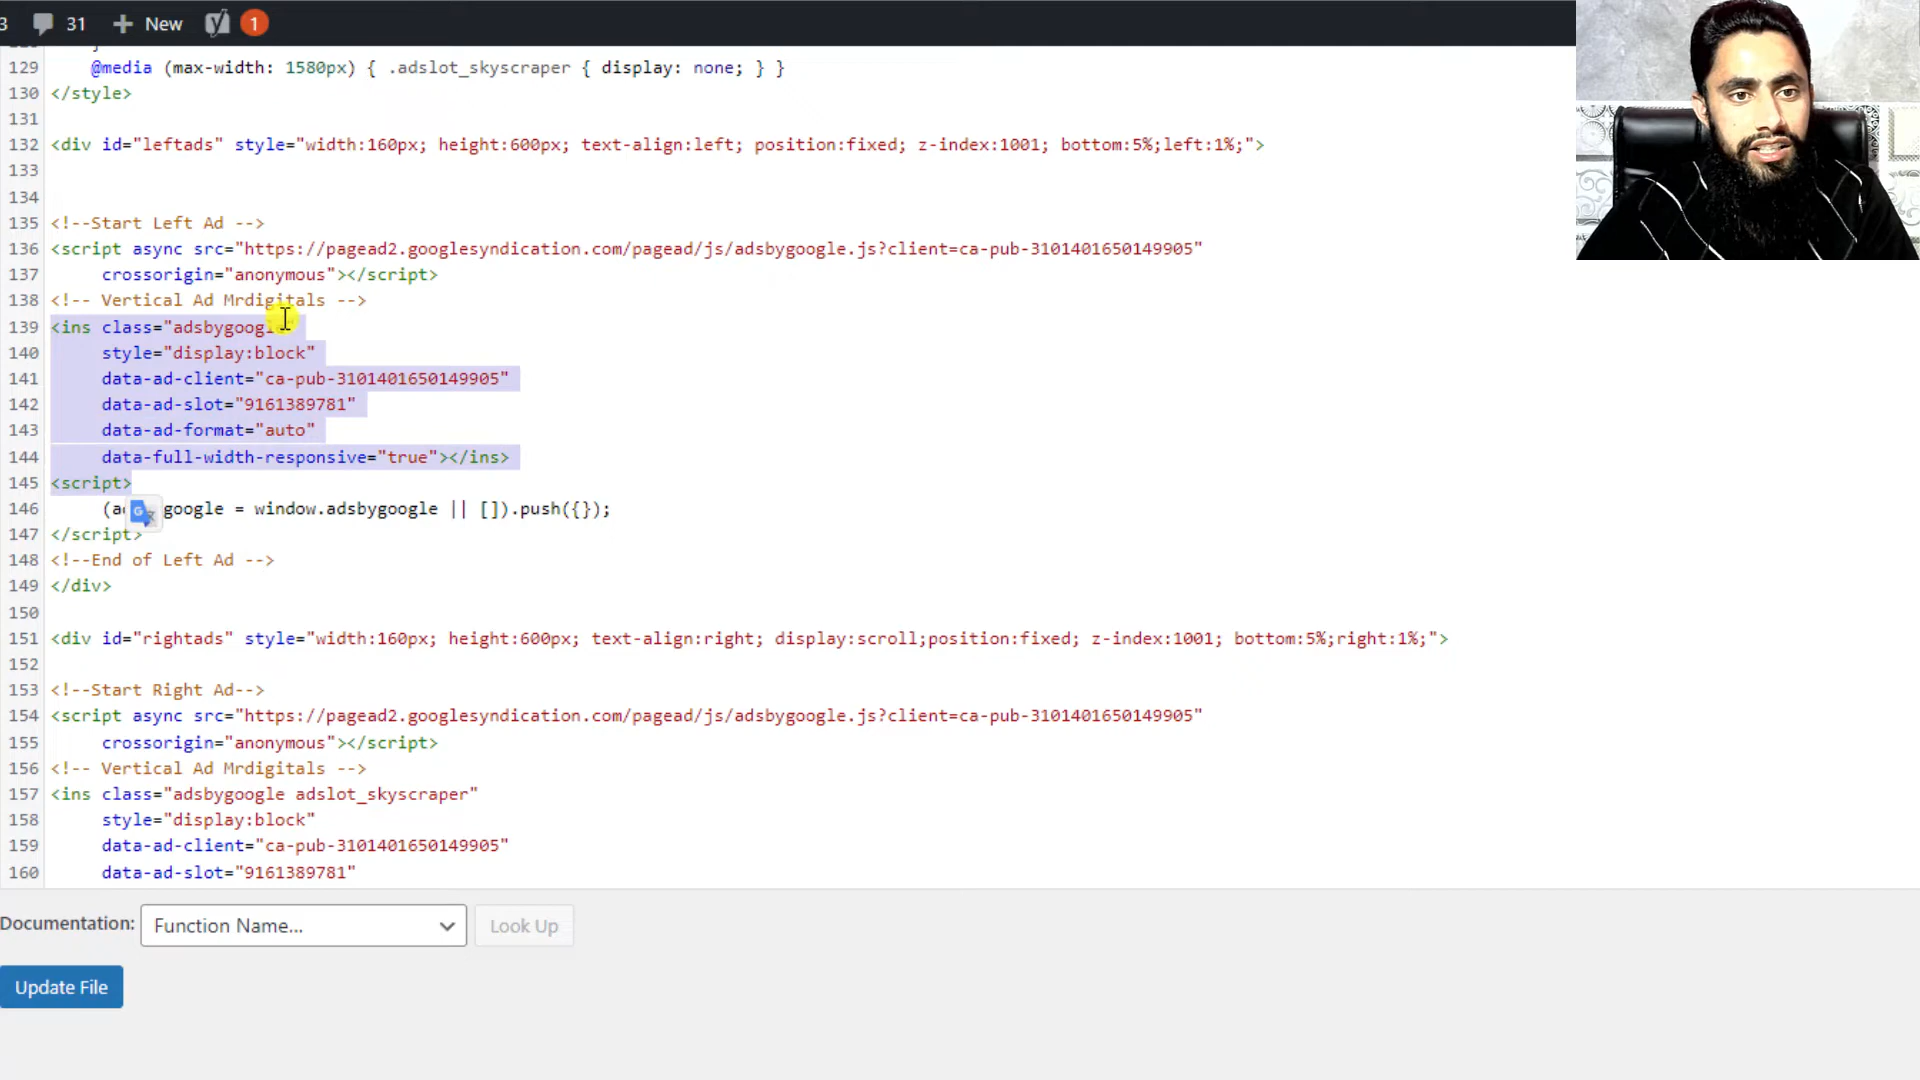 3 31 + New 1
129 @media (max-width: 1580px) { .adslot_skyscraper { display: none; } }
130 </style>
131
132 <div id="leftads" style="width:160px; height:600px; text-align:left; position:fixed; z-index:1001; bottom:5%;left:1%;">
133
134
135 <!--Start Left Ad -->
136 <script async src="https://pagead2.googlesyndication.com/pagead/js/adsbygoogle.js?client=ca-pub-3101401650149905"
137 crossorigin="anonymous"></script>
138 <!-- Vertical Ad Mrdigitals -->
139 <ins class="adsbygoogle"
140 style="display:block"
141 data-ad-client="ca-pub-3101401650149905"
142 data-ad-slot="9161389781"
143 data-ad-format="auto"
144 data-full-width-responsive="true"></ins>
145 <script>
146 google = window.adsbygoogle || []).push({});
147 </script>
148 <!--End of Left Ad -->
149 </div>
150
151 <div id="rightads" style="width:160px; height:600px; text-align:right; display:scroll;position:fixed; z-index:1001; bottom:5%;right:1%;">
152
153 <!--Start Right Ad-->
154 <script async src="https://pagead2.googlesyndication.com/pagead/js/adsbygoogle.js?client=ca-pub-3101401650149905"
155 crossorigin="anonymous"></script>
156 <!-- Vertical Ad Mrdigitals -->
157 <ins class="adsbygoogle adslot_skyscraper"
158 style="display:block"
159 data-ad-client="ca-pub-3101401650149905"
160 data-ad-slot="9161389781"
Documentation: Function Name... Look Up
Update File